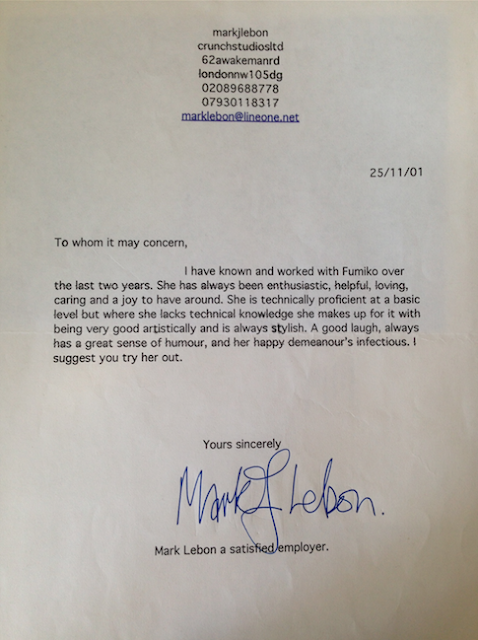 markjlebon
crunchstudiosltd
62awakemanrd
londonnw105dg
02089688778
07930118317
marklebon@lineone.net
25/11/01
To whom it may concern,
I have known and worked with Fumiko over
the last two years. She has always been enthusiastic, helpful, loving,
caring and a joy to have around. She is technically proficient at a basic
level but where she lacks technical knowledge she makes up for it with
being very good artistically and is always stylish. A good laugh, always
has a great sense of humour, and her happy demeanour's infectious. I
suggest you try her out.
Yours sincerely
Mark J Lebon.
Mark Lebon a satisfied employer.